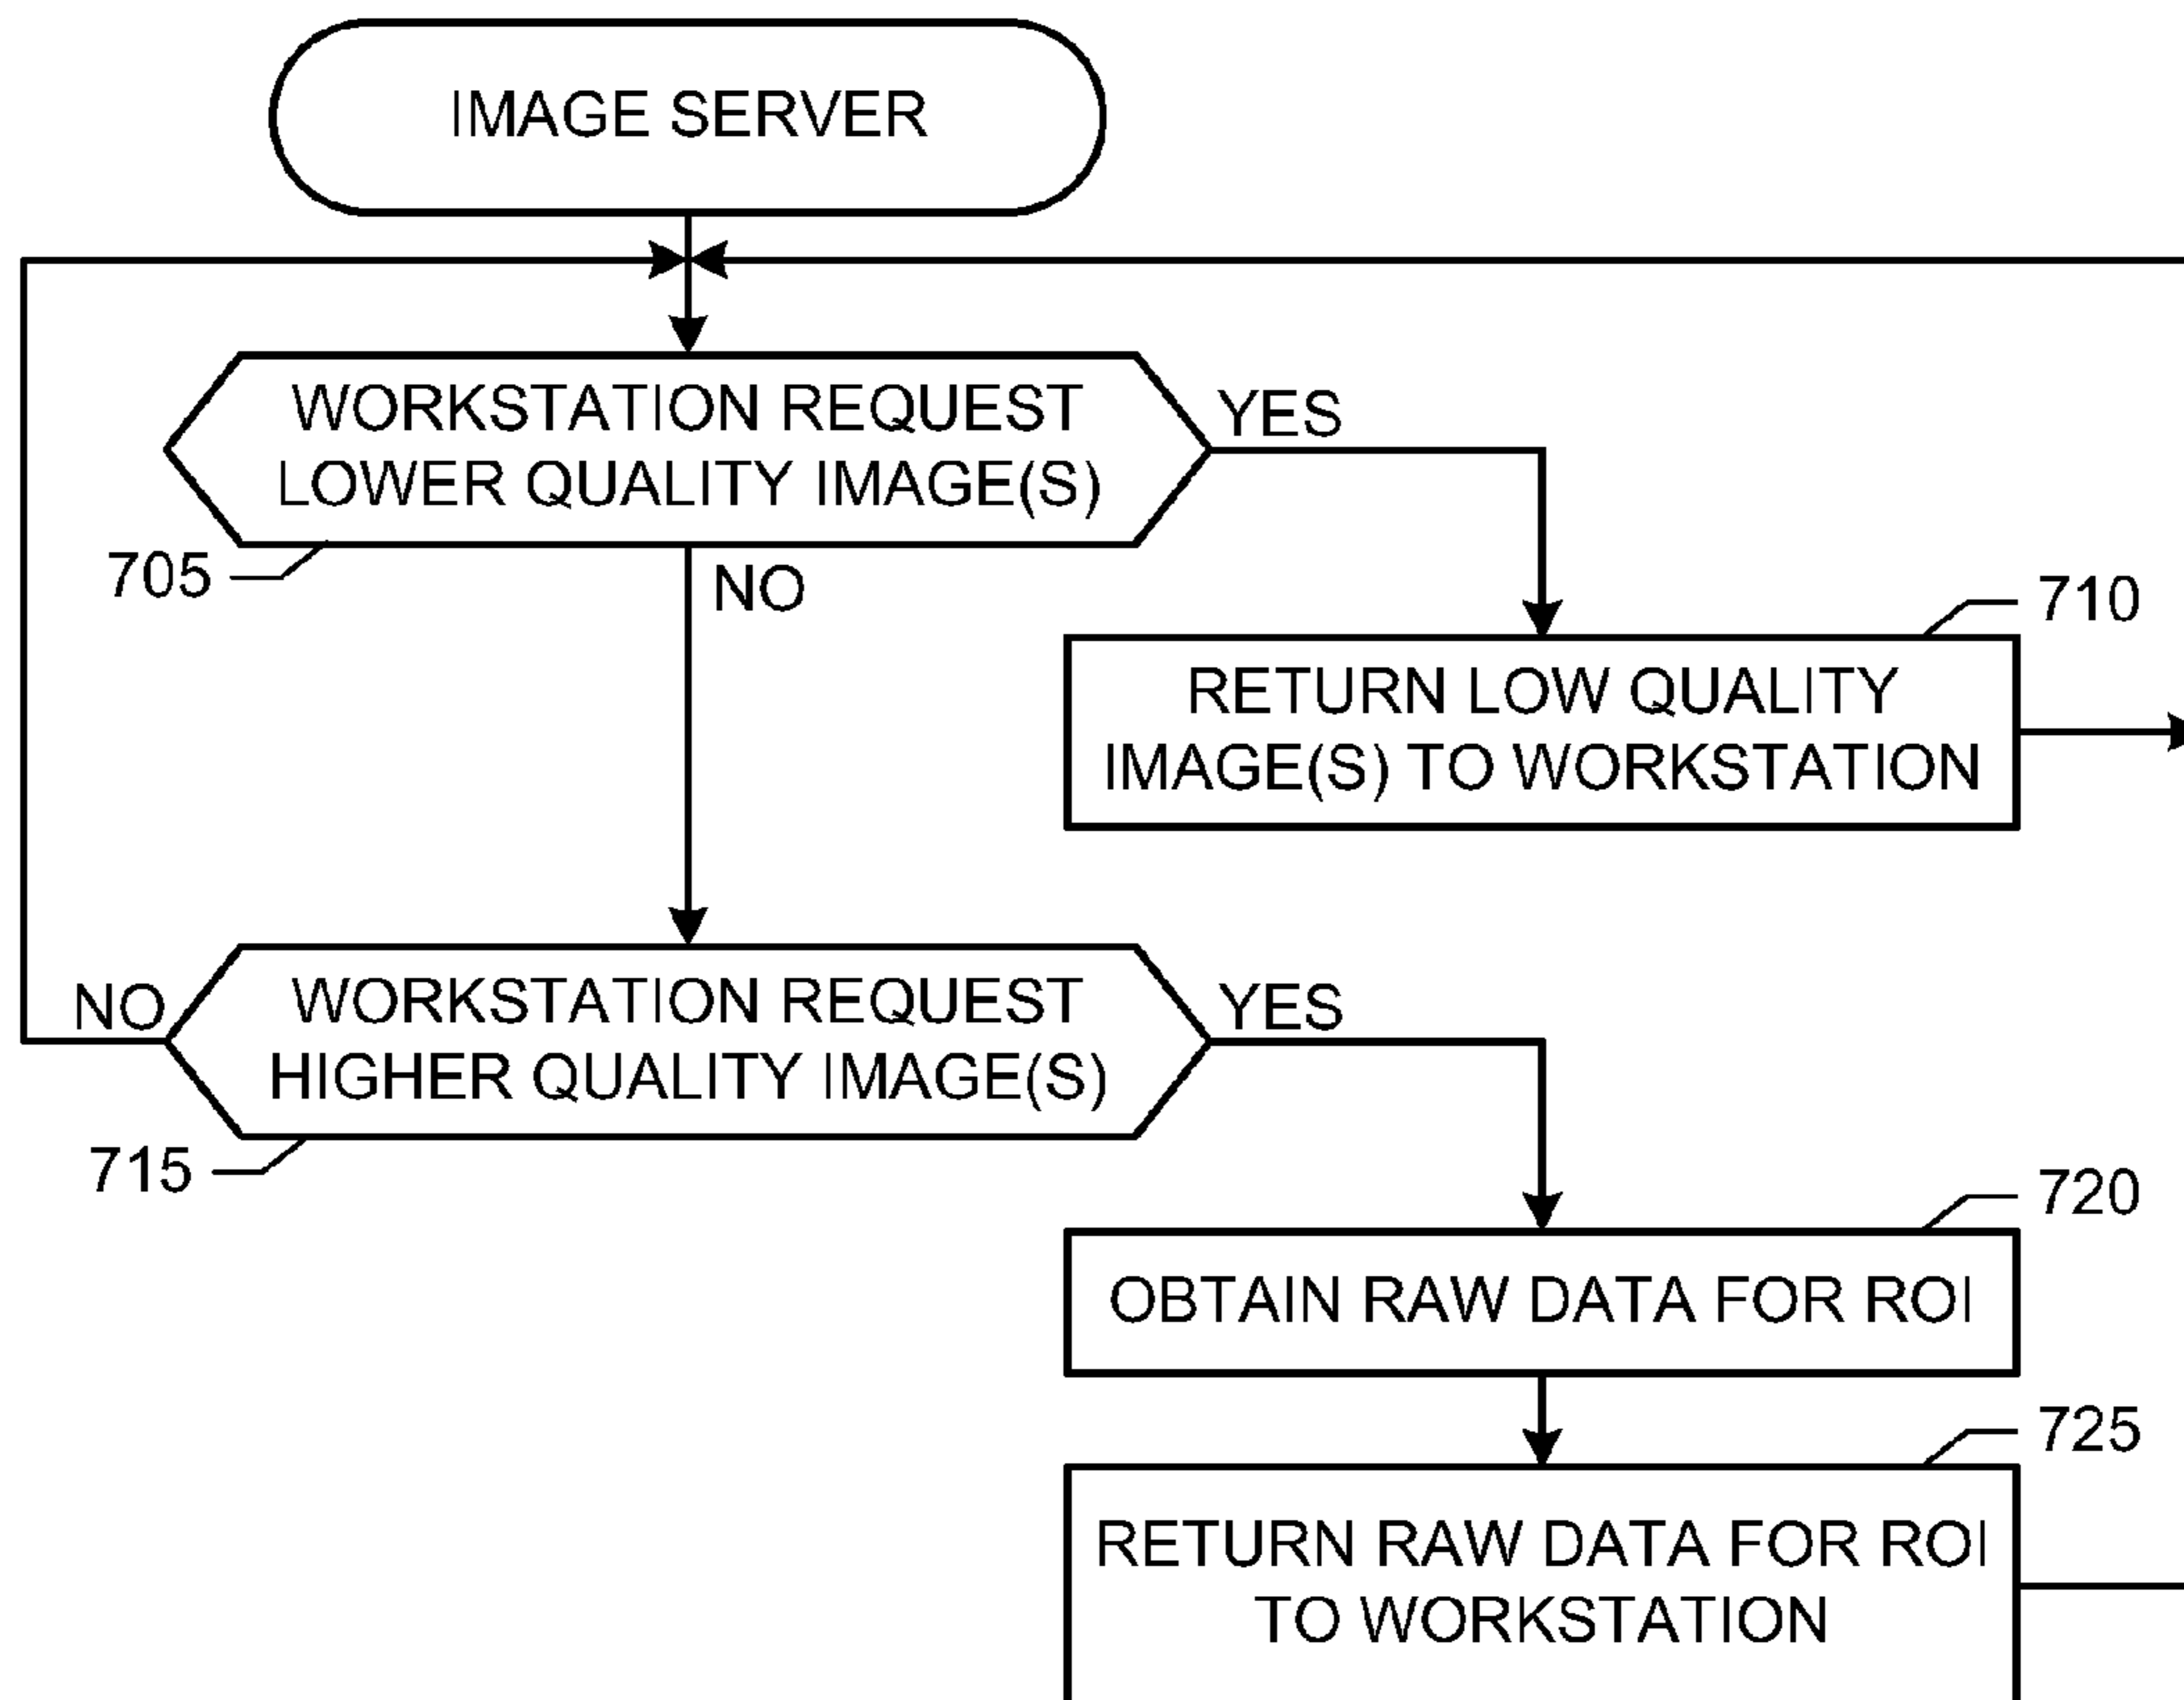 IMAGE SERVER
WORKSTATION REQUEST
LOWER QUALITY IMAGE(S)
YES
705
NO
710
RETURN LOW QUALITY
IMAGE(S) TO WORKSTATION
NO
WORKSTATION REQUEST
HIGHER QUALITY IMAGE(S)
YES
715
720
OBTAIN RAW DATA FOR ROI
725
RETURN RAW DATA FOR ROI
TO WORKSTATION